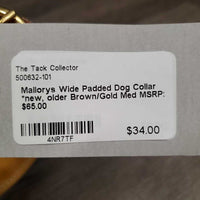 The Tack Collector
500632-101
Mallorys Wide Padded Dog Collar
*new, older Brown/Gold Med MSRP:
$65.00
$34.00
4NR7TF